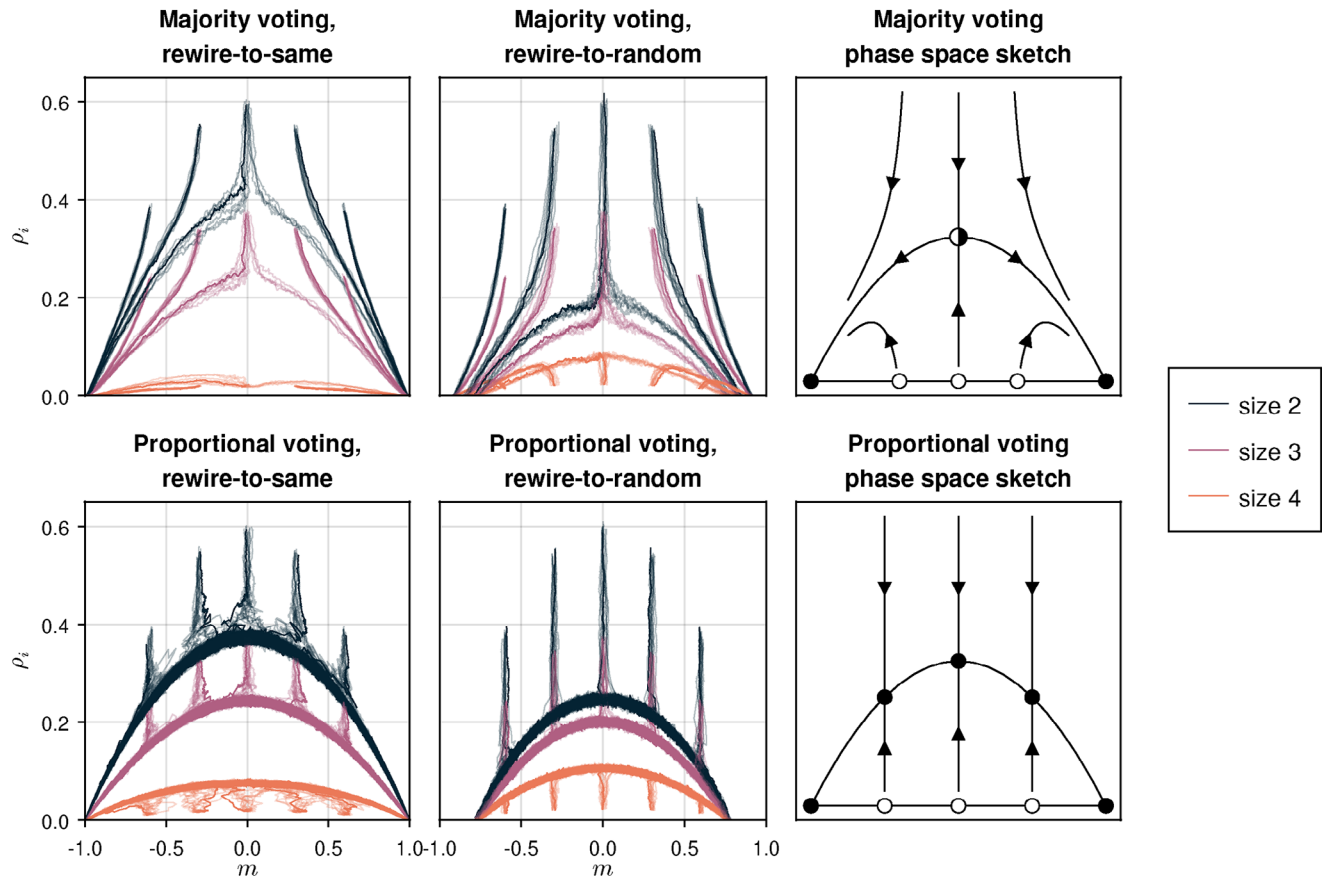 Majority voting,
rewire-to-same
Majority voting,
rewire-to-random
Majority voting
phase space sketch
0.6
0.4
0.2
0.0
ρi
Proportional voting,
rewire-to-same
Proportional voting,
rewire-to-random
Proportional voting
phase space sketch
0.6
0.4
0.2
0.0
ρi
-1.0 -0.5 0.0 0.5 1.0
m
-1.0 -0.5 0.0 0.5 1.0
m
size 2
size 3
size 4